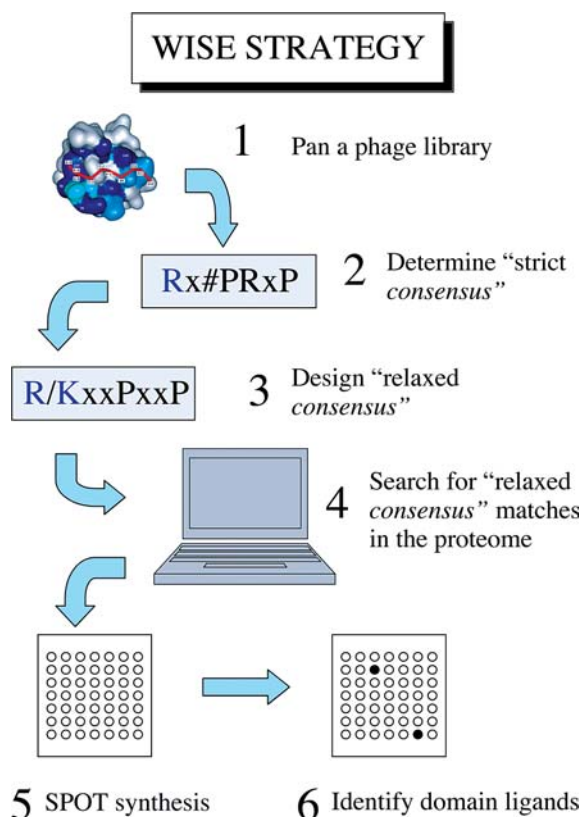 WISE STRATEGY
1 Pan a phage library
Rx#PRxP
2 Determine “strict
consensus”
R/KxxPxxP
3 Design “relaxed
consensus”
4 Search for “relaxed
consensus” matches
in the proteome
5 SPOT synthesis
6 Identify domain ligands